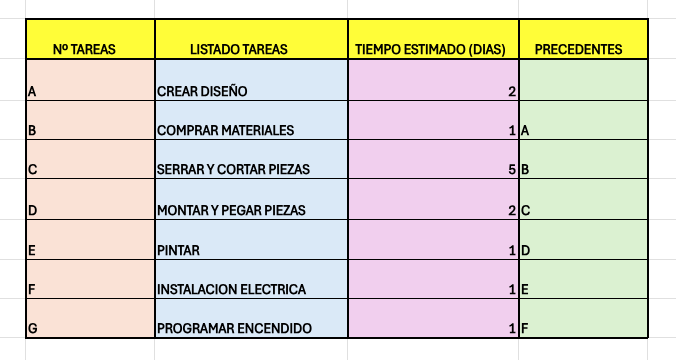 Nº TAREAS LISTADO TAREAS TIEMPO ESTIMADO (DIAS) PRECEDENTES
A CREAR DISEÑO 2
B COMPRAR MATERIALES 1 A
C SERRAR Y CORTAR PIEZAS 5 B
D MONTAR Y PEGAR PIEZAS 2 C
E PINTAR 1 D
F INSTALACION ELECTRICA 1 E
G PROGRAMAR ENCENDIDO 1 F